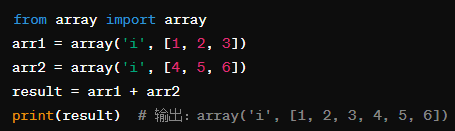 from array import array
arr1 = array('i', [1, 2, 3])
arr2 = array('i', [4, 5, 6])
result = arr1 + arr2
print(result)  # 输出：array('i', [1, 2, 3, 4, 5, 6])